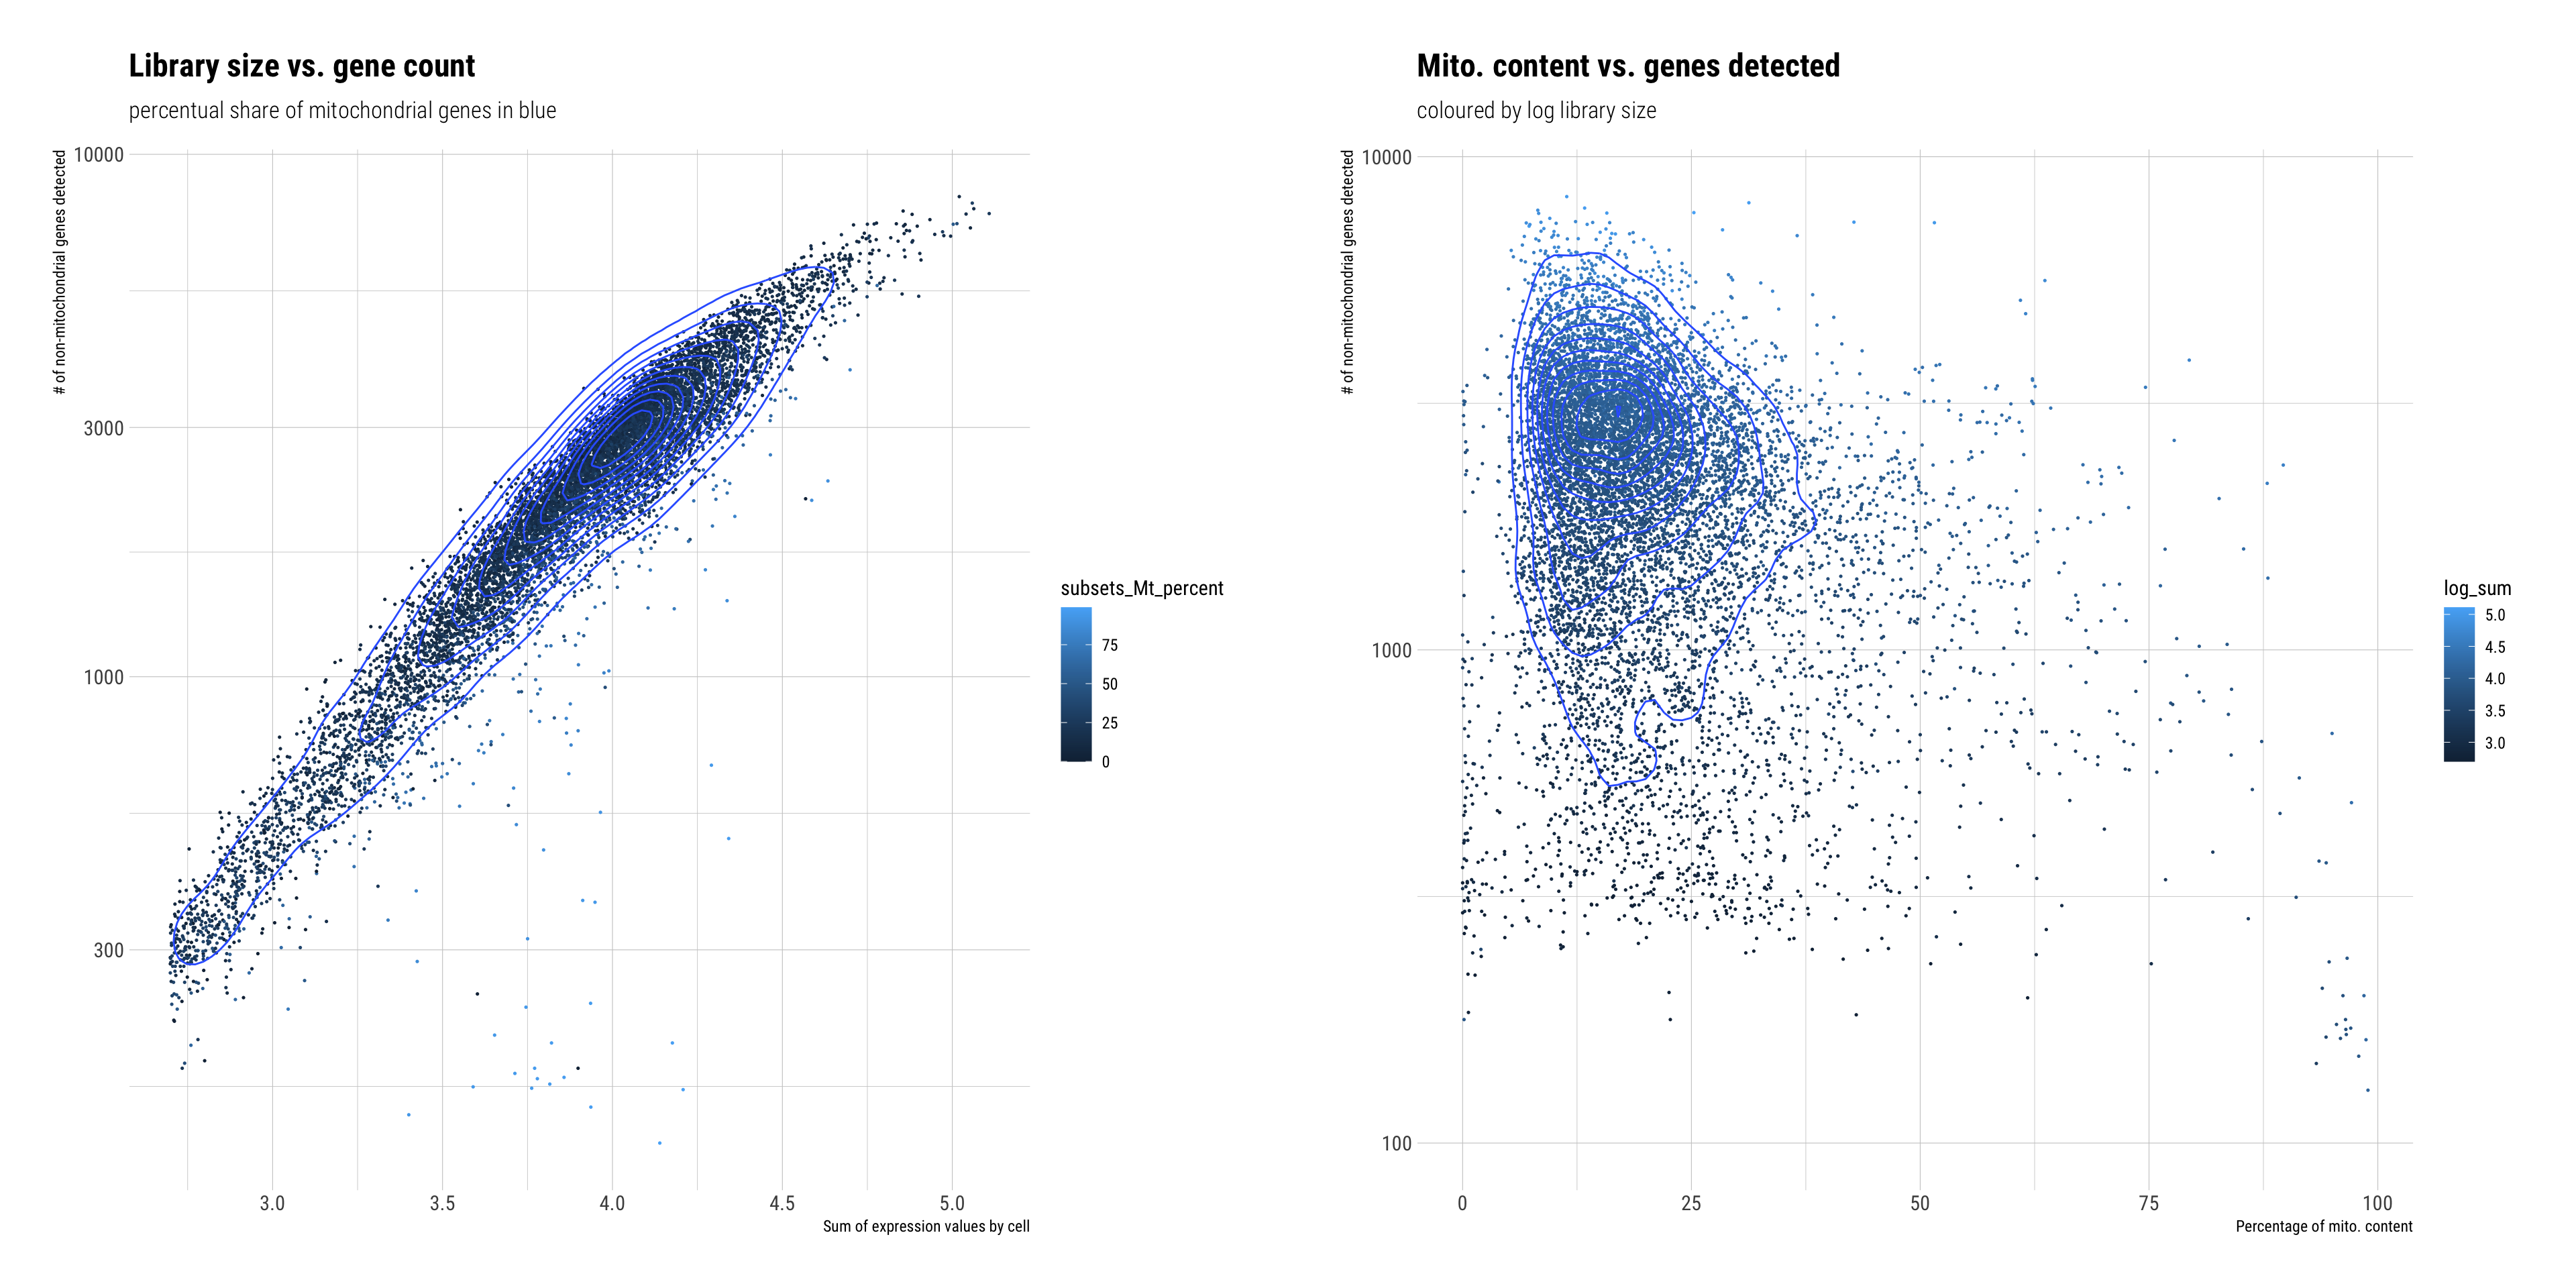 Library size vs. gene count
percentual share of mitochondrial genes in blue
# of non-mitochondrial genes detected
10000
3000
1000
300
3.0
3.5
4.0
4.5
5.0
Sum of expression values by cell
subsets_Mt_percent
75
50
25
0
Mito. content vs. genes detected
coloured by log library size
# of non-mitochondrial genes detected
10000
1000
100
0
25
50
75
100
Percentage of mito. content
log_sum
5.0
4.5
4.0
3.5
3.0